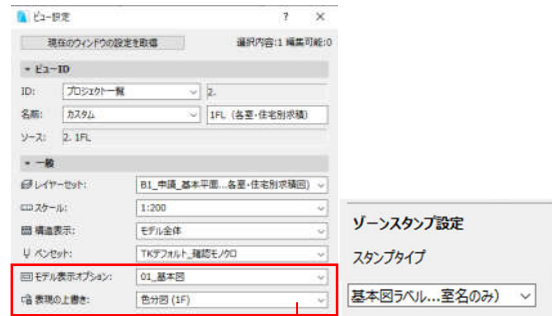 ビュー設定 ? ×
現在のウィンドウの設定を取得 選択内容:1 編集可能:0
ビューID
ID: プロジェクト一覧 2.
名前: カスタム 1FL (各室・住宅別求積)
ソース: 2. 1FL
一般
レイヤーセット: B1_申請_基本平面...各室・住宅別求積図)
スケール: 1:200
構造表示: モデル全体
ペンセット: TKデフォルト_確認モノクロ
モデル表示オプション: 01_基本図
表現の上書き: 色分図 (1F)
ゾーンスタンプ設定
スタンプタイプ
基本図ラベル...室名のみ)